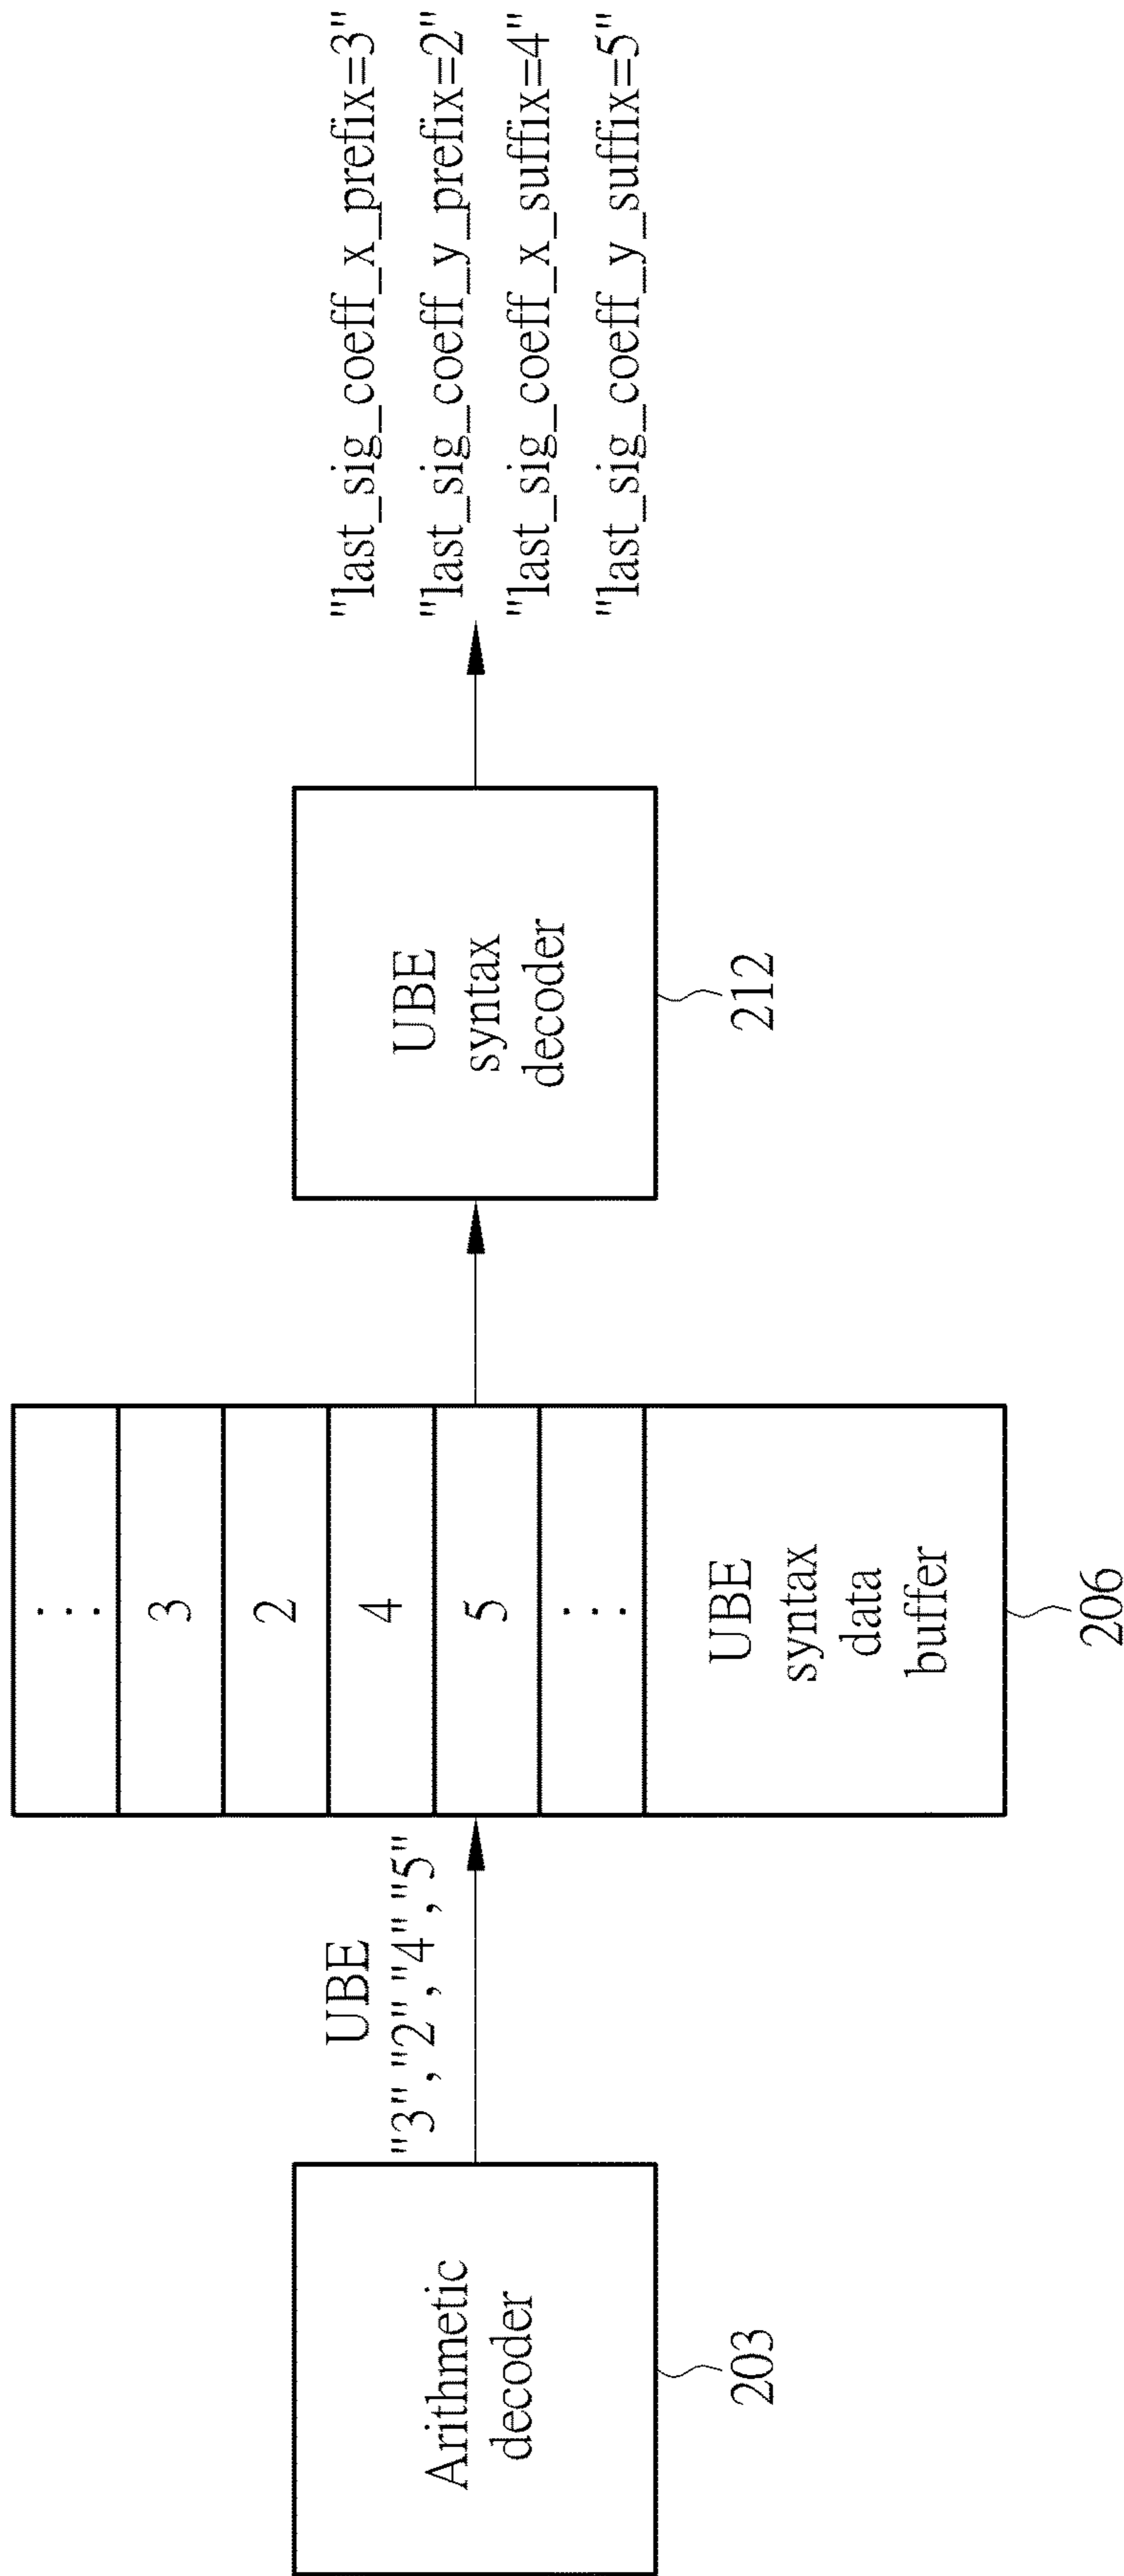 Arithmetic
decoder
203
UBE
"3","2","4","5"
⋮
3
2
4
5
⋮
UBE
syntax
data
buffer
206
UBE
syntax
decoder
212
"last_sig_coeff_x_prefix=3"
"last_sig_coeff_y_prefix=2"
"last_sig_coeff_x_suffix=4"
"last_sig_coeff_y_suffix=5"